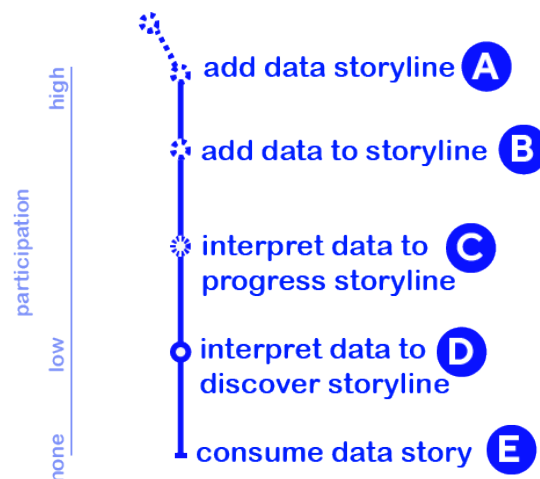 add data storyline A
high
add data to storyline B
participation
interpret data to
progress storyline C
low
interpret data to
discover storyline D
none
consume data story E